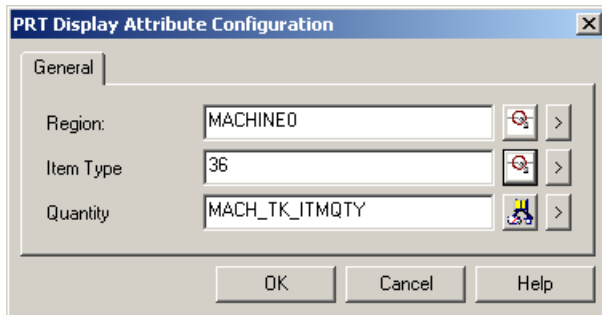 PRT Display Attribute Configuration
General
Region: MACHINE0 >
Item Type 36 >
Quantity MACH_TK_ITMQTY >
OK Cancel Help